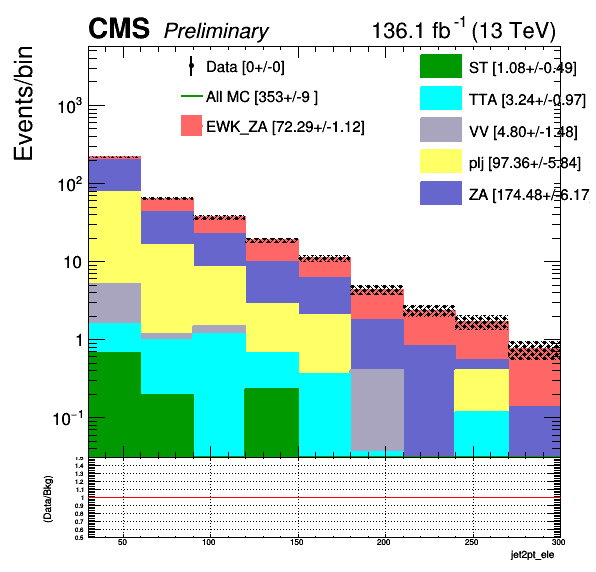 CMS Preliminary 136.1 fb⁻¹ (13 TeV)
Events/bin
Data [0+/-0]
All MC [353+/-9 ]
EWK_ZA [72.29+/-1.12]
ST [1.08+/-0.49]
TTA [3.24+/-0.97]
VV [4.80+/-1.48]
plj [97.36+/-5.84]
ZA [174.48+/-6.17
10³
10²
10
1
10⁻¹
(Data/Bkg)
1.5
1.4
1.3
1.2
1.1
1
0.9
0.8
0.7
0.6
0.5
50 100 150 200 250 300
jet2pt_ele